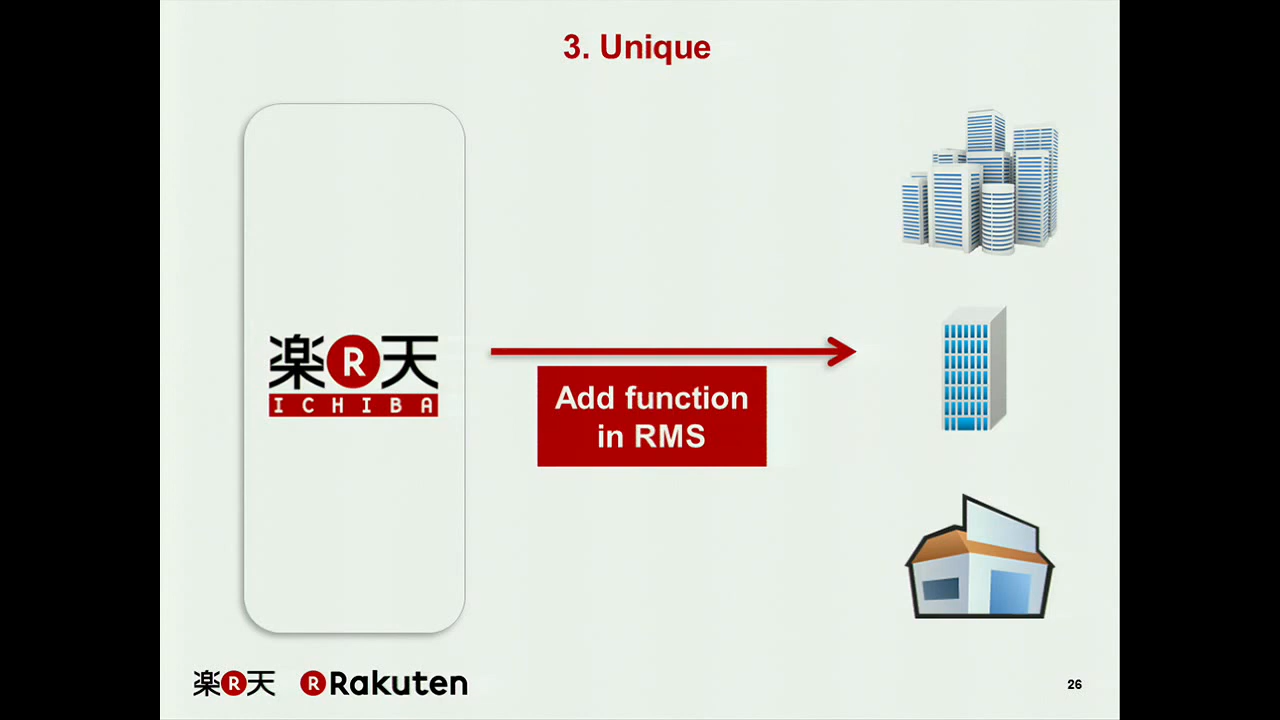 3. Unique
楽R天
ICHIBA
Add function
in RMS
楽R天
R Rakuten
26